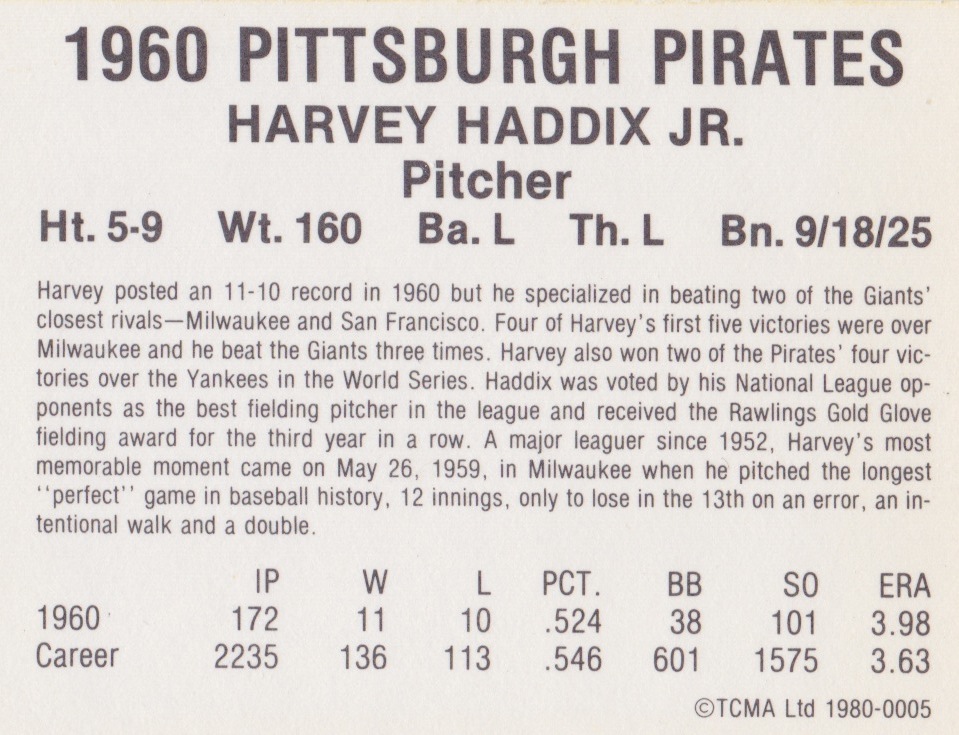 1960 PITTSBURGH PIRATES
HARVEY HADDIX JR.
Pitcher
Ht. 5-9 Wt. 160 Ba. L Th. L Bn. 9/18/25
Harvey posted an 11-10 record in 1960 but he specialized in beating two of the Giants'
closest rivals—Milwaukee and San Francisco. Four of Harvey's first five victories were over
Milwaukee and he beat the Giants three times. Harvey also won two of the Pirates' four vic-
tories over the Yankees in the World Series. Haddix was voted by his National League op-
ponents as the best fielding pitcher in the league and received the Rawlings Gold Glove
fielding award for the third year in a row. A major leaguer since 1952, Harvey's most
memorable moment came on May 26, 1959, in Milwaukee when he pitched the longest
''perfect'' game in baseball history, 12 innings, only to lose in the 13th on an error, an in-
tentional walk and a double.
IP W L PCT. BB SO ERA
1960 172 11 10 .524 38 101 3.98
Career 2235 136 113 .546 601 1575 3.63
©TCMA Ltd 1980-0005